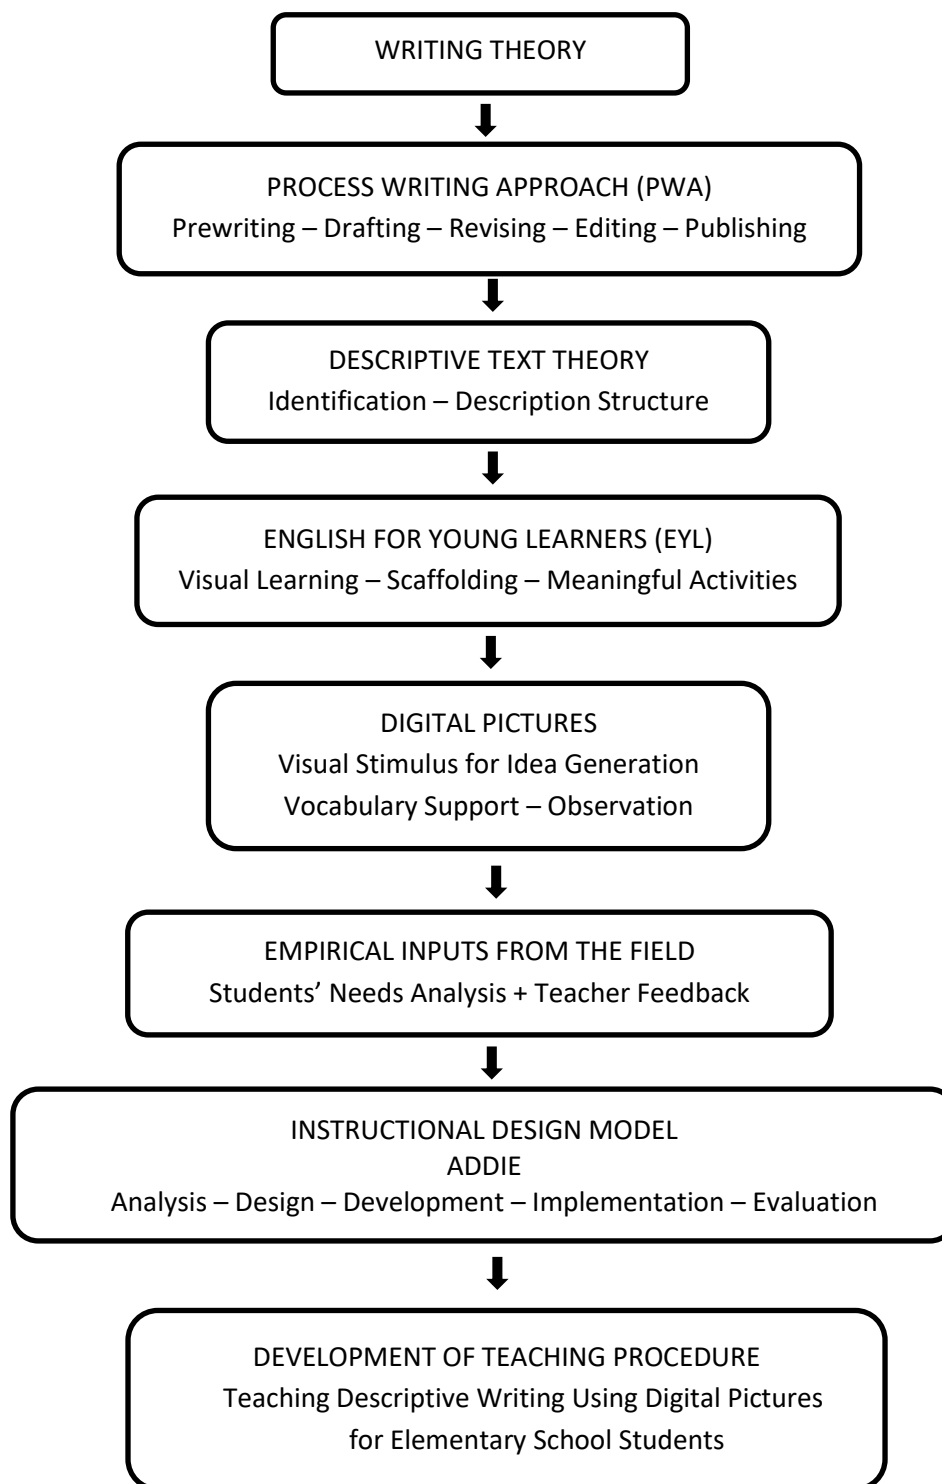 WRITING THEORY
PROCESS WRITING APPROACH (PWA)
Prewriting – Drafting – Revising – Editing – Publishing
DESCRIPTIVE TEXT THEORY
Identification – Description Structure
ENGLISH FOR YOUNG LEARNERS (EYL)
Visual Learning – Scaffolding – Meaningful Activities
DIGITAL PICTURES
Visual Stimulus for Idea Generation
Vocabulary Support – Observation
EMPIRICAL INPUTS FROM THE FIELD
Students’ Needs Analysis + Teacher Feedback
INSTRUCTIONAL DESIGN MODEL
ADDIE
Analysis – Design – Development – Implementation – Evaluation
DEVELOPMENT OF TEACHING PROCEDURE
Teaching Descriptive Writing Using Digital Pictures
for Elementary School Students